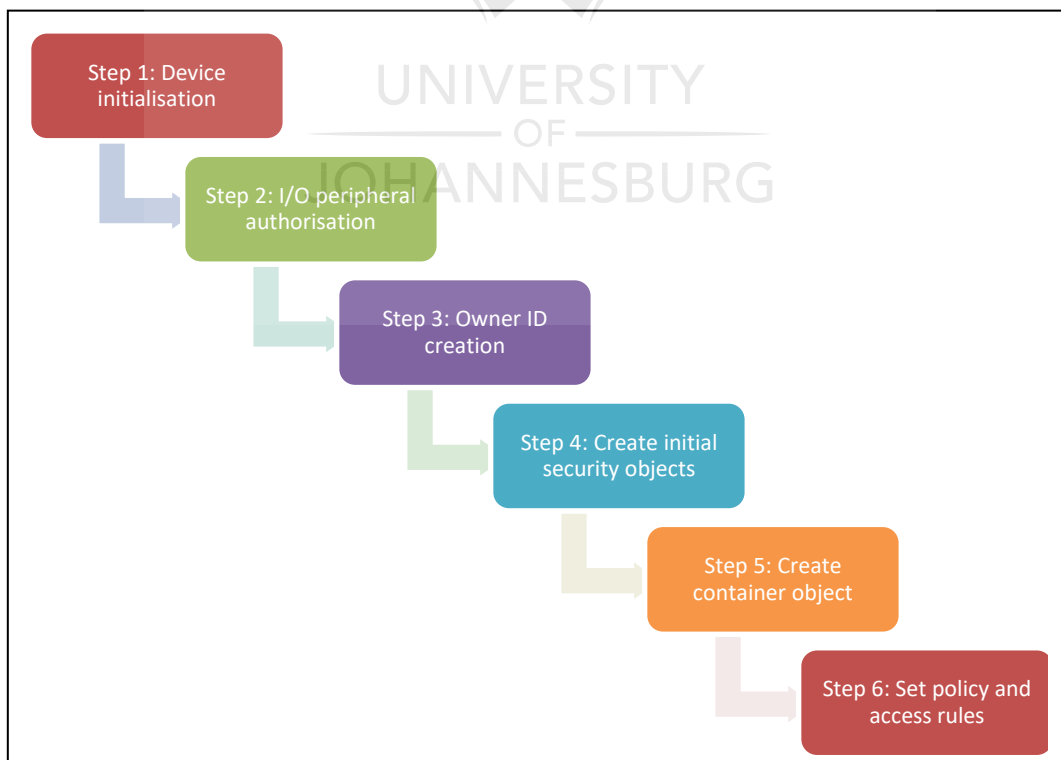 UNIVERSITY
OF
JOHANNESBURG
Step 1: Device
initialisation
Step 2: I/O peripheral
authorisation
Step 3: Owner ID
creation
Step 4: Create initial
security objects
Step 5: Create
container object
Step 6: Set policy and
access rules